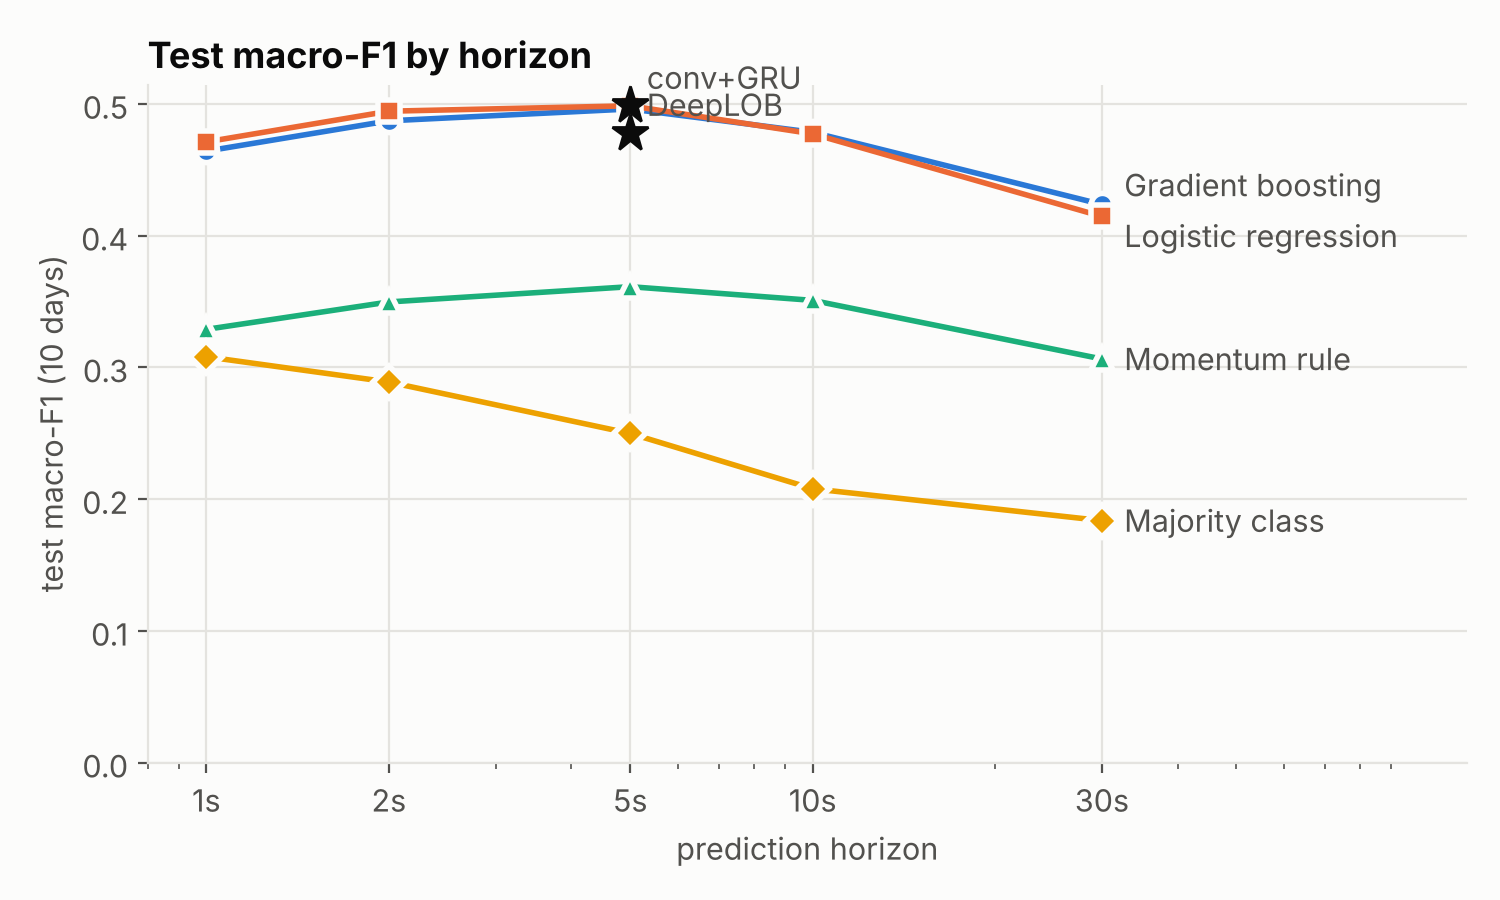 Test macro-F1 by horizon
conv+GRU
DeepLOB
Gradient boosting
Logistic regression
Momentum rule
Majority class
test macro-F1 (10 days)
0.5
0.4
0.3
0.2
0.1
0.0
1s
2s
5s
10s
30s
prediction horizon